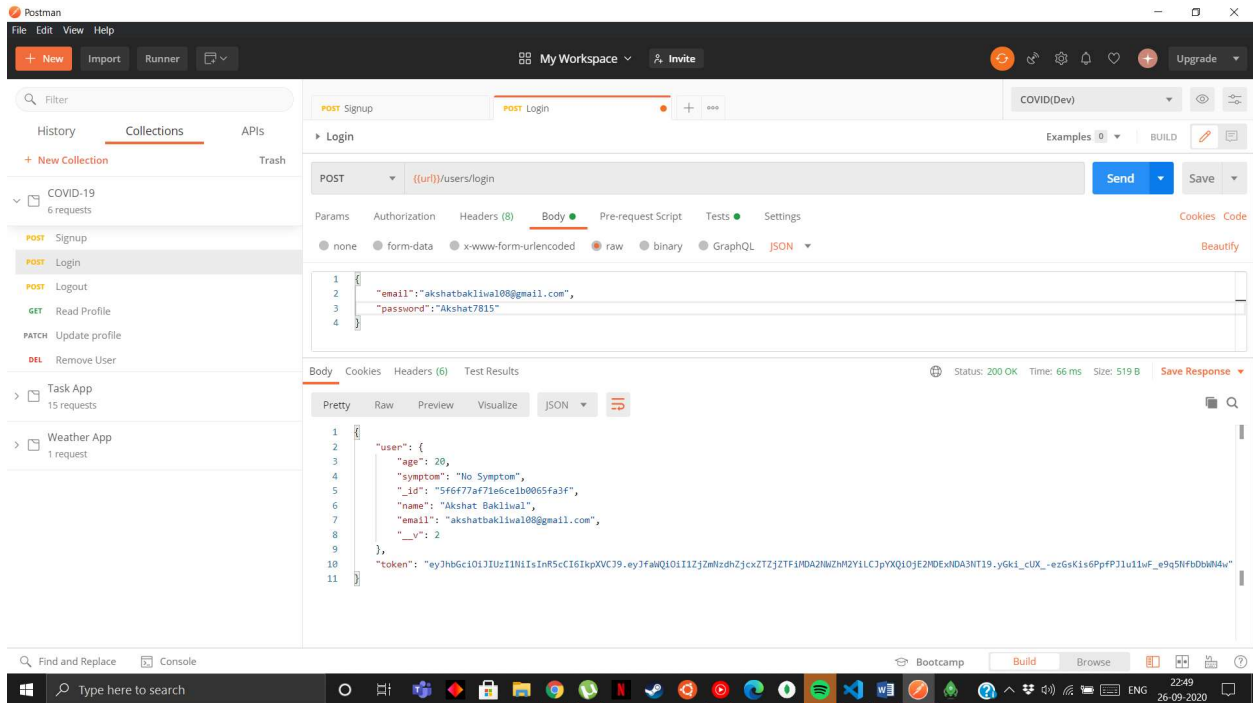 Postman
File Edit View Help
+ New Import Runner My Workspace Invite Upgrade
Filter
History Collections APIs
+ New Collection Trash
COVID-19
6 requests
POST Signup
POST Login
POST Logout
GET Read Profile
PATCH Update profile
DEL Remove User
Task App
15 requests
Weather App
1 request
POST Signup POST Login COVID(Dev)
Login Examples 0 BUILD
POST {{url}}/users/login Send Save
Params Authorization Headers (8) Body Pre-request Script Tests Settings Cookies Code
none form-data x-www-form-urlencoded raw binary GraphQL JSON Beautify
1 {
2 "email":"akshatbakliwal08@gmail.com",
3 "password":"Akshat7815"
4 }
Body Cookies Headers (6) Test Results Status: 200 OK Time: 66 ms Size: 519 B Save Response
Pretty Raw Preview Visualize JSON
1 {
2 "user": {
3 "age": 20,
4 "symptom": "No Symptom",
5 "_id": "5f6f77af71e6ce1b0065fa3f",
6 "name": "Akshat Bakliwal",
7 "email": "akshatbakliwal08@gmail.com",
8 "__v": 2
9 },
10 "token":
11 }
Find and Replace Console Bootcamp Build Browse
Type here to search ENG 22:49
26-09-2020